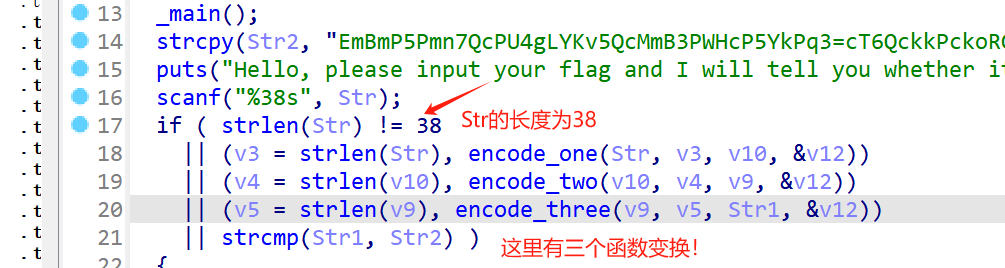 .t
.t
.t
.t
.t
.t
.t
.t
.t
.t
13 _main();
14 strcpy(Str2, "EmBmP5Pmn7QcPU4gLYKv5QcMmB3PWHcP5YkPq3=cT6QckkPckoR
15 puts("Hello, please input your flag and I will tell you whether i
16 scanf("%38s", Str);
17 if ( strlen(Str) != 38
Str的长度为38
18 || (v3 = strlen(Str), encode_one(Str, v3, v10, &v12))
19 || (v4 = strlen(v10), encode_two(v10, v4, v9, &v12))
20 || (v5 = strlen(v9), encode_three(v9, v5, Str1, &v12))
21 || strcmp(Str1, Str2) )
这里有三个函数变换！
22 {